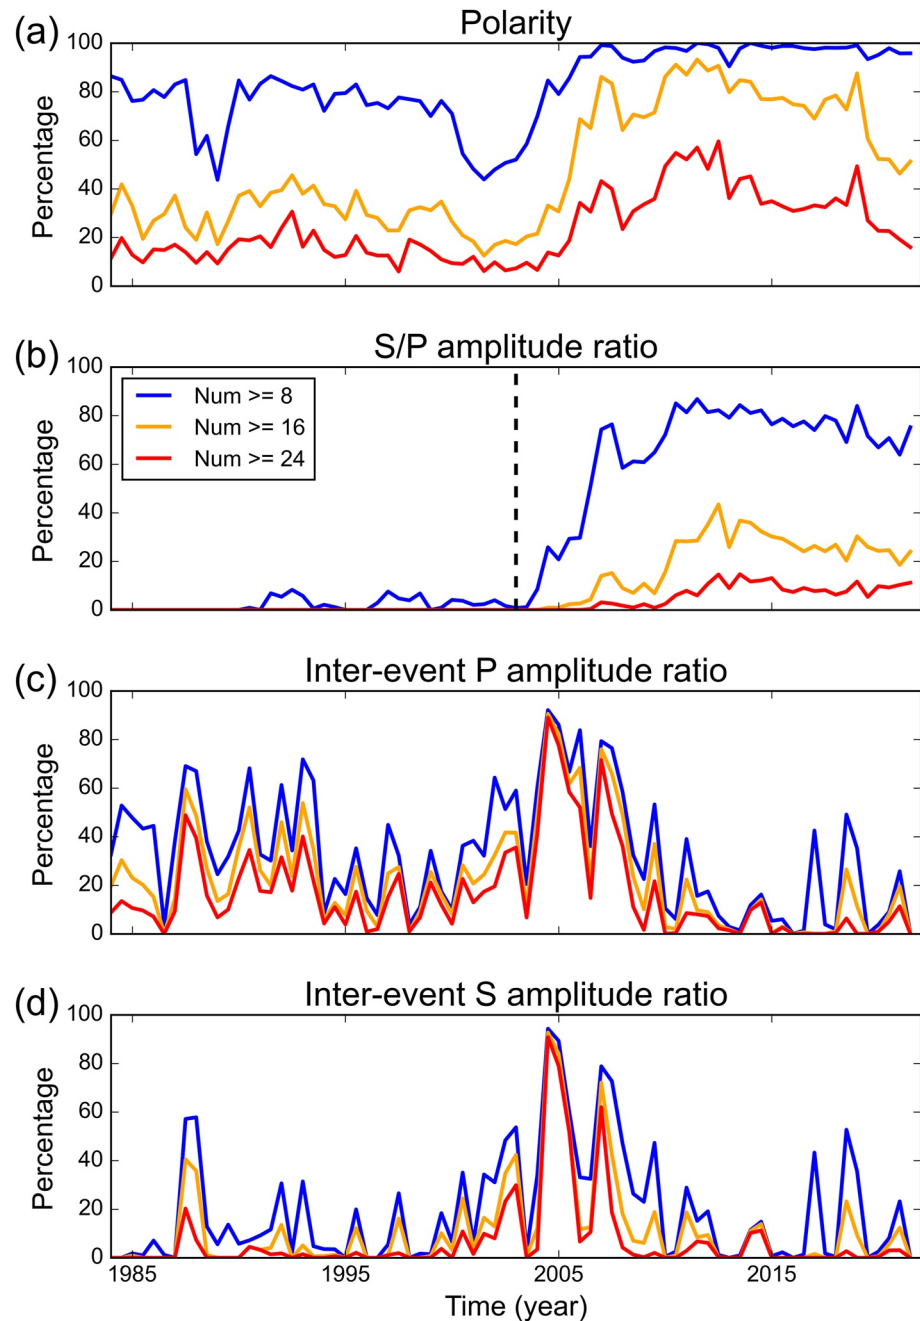 (a)
Polarity
100
80
60
40
20
0
Percentage
(b)
S/P amplitude ratio
100
80
60
40
20
0
Percentage
Num >= 8
Num >= 16
Num >= 24
(c)
Inter-event P amplitude ratio
100
80
60
40
20
0
Percentage
(d)
Inter-event S amplitude ratio
100
80
60
40
20
0
Percentage
1985 1995 2005 2015
Time (year)